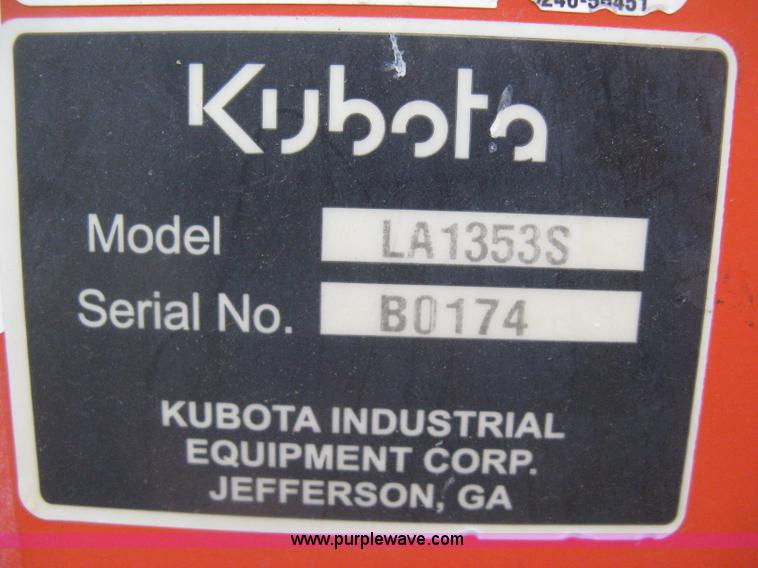 Kubota
Model LA1353S
Serial No. B0174
KUBOTA INDUSTRIAL
EQUIPMENT CORP.
JEFFERSON, GA
www.purplewave.com